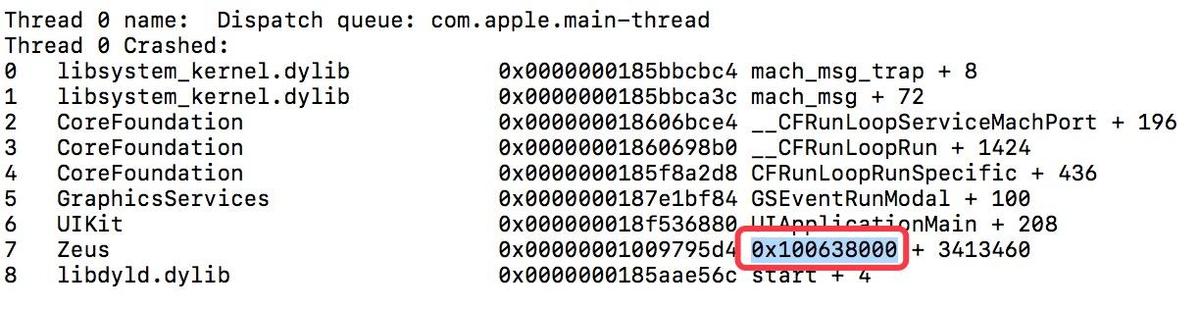 Thread 0 name:  Dispatch queue: com.apple.main-thread
Thread 0 Crashed:
0   libsystem_kernel.dylib          0x0000000185bbcbc4 mach_msg_trap + 8
1   libsystem_kernel.dylib          0x0000000185bbca3c mach_msg + 72
2   CoreFoundation                  0x000000018606bce4 __CFRunLoopServiceMachPort + 196
3   CoreFoundation                  0x00000001860698b0 __CFRunLoopRun + 1424
4   CoreFoundation                  0x0000000185f8a2d8 CFRunLoopRunSpecific + 436
5   GraphicsServices                0x0000000187e1bf84 GSEventRunModal + 100
6   UIKit                           0x000000018f536880 UIApplicationMain + 208
7   Zeus                            0x00000001009795d4 0x100638000 + 3413460
8   libdyld.dylib                   0x0000000185aae56c start + 4